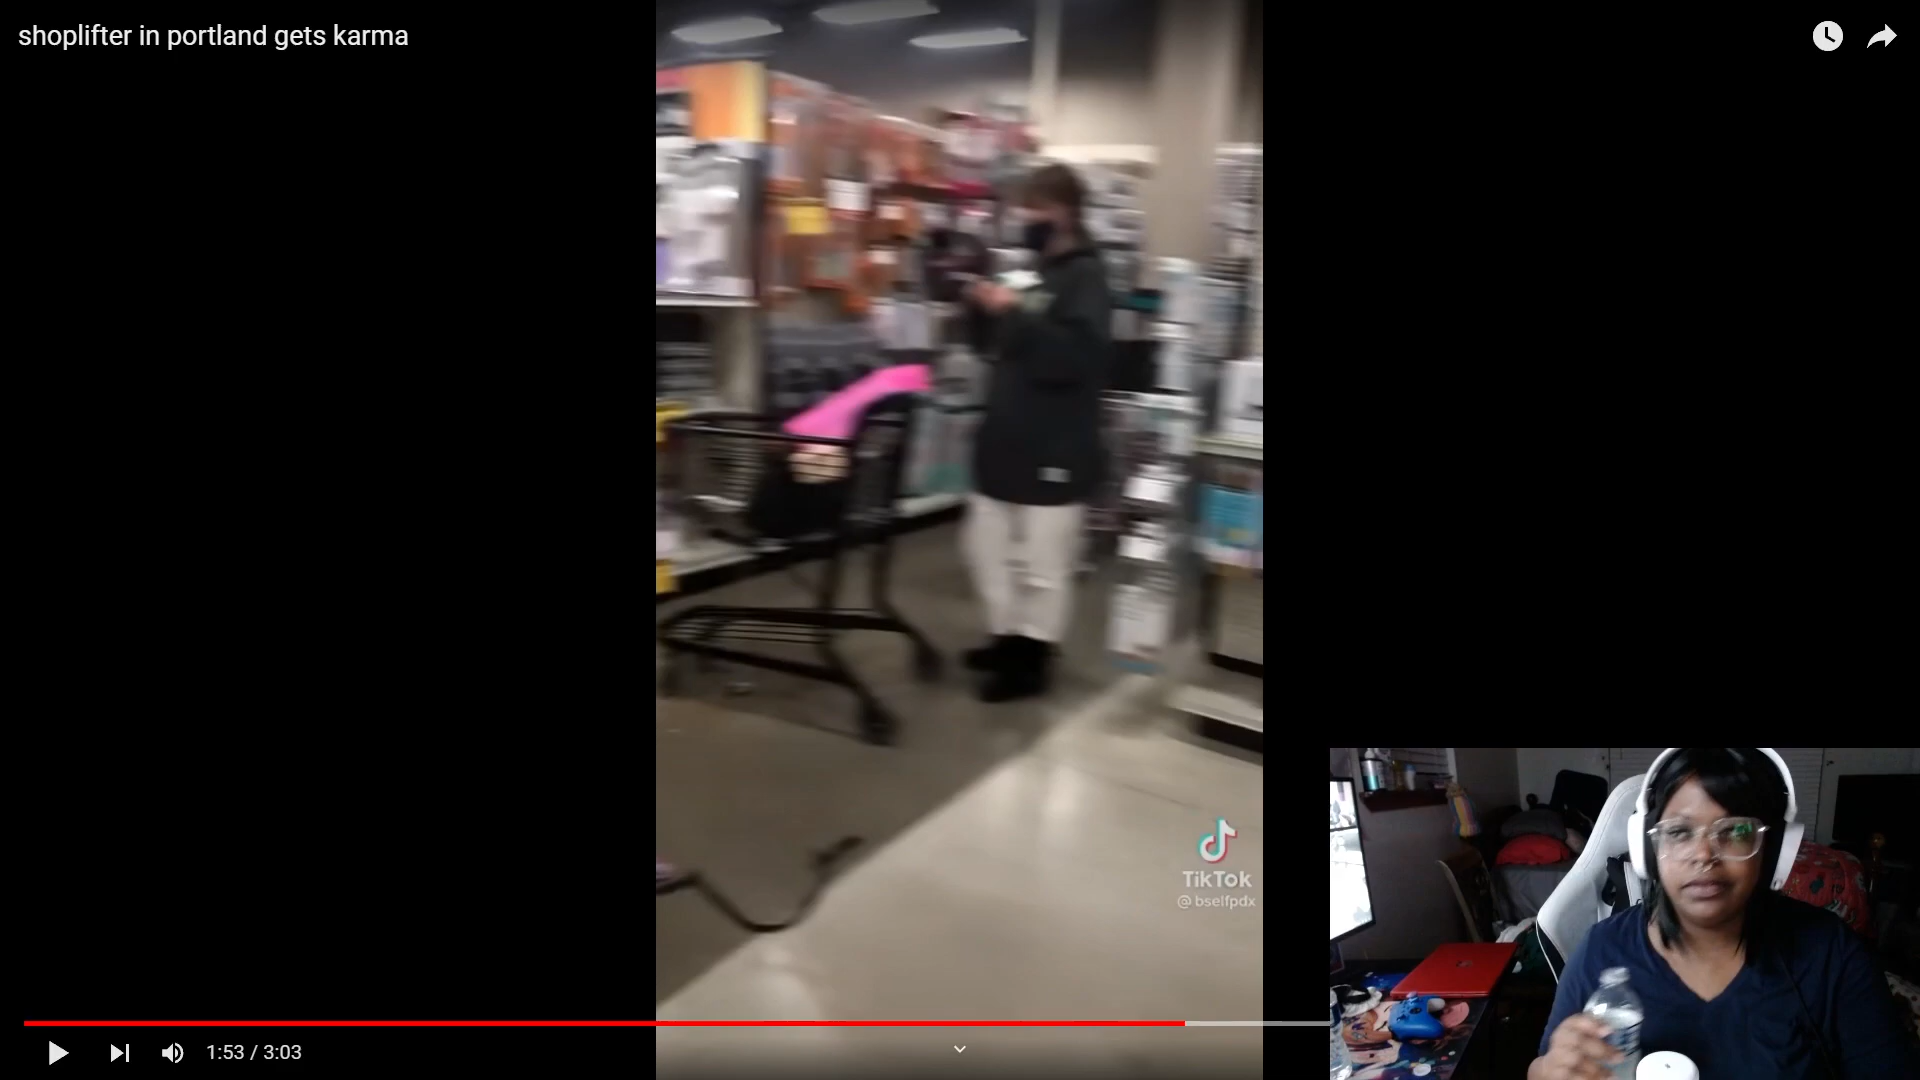 shoplifter in portland gets karma
TikTok
@bselfpdx
1:53 / 3:03